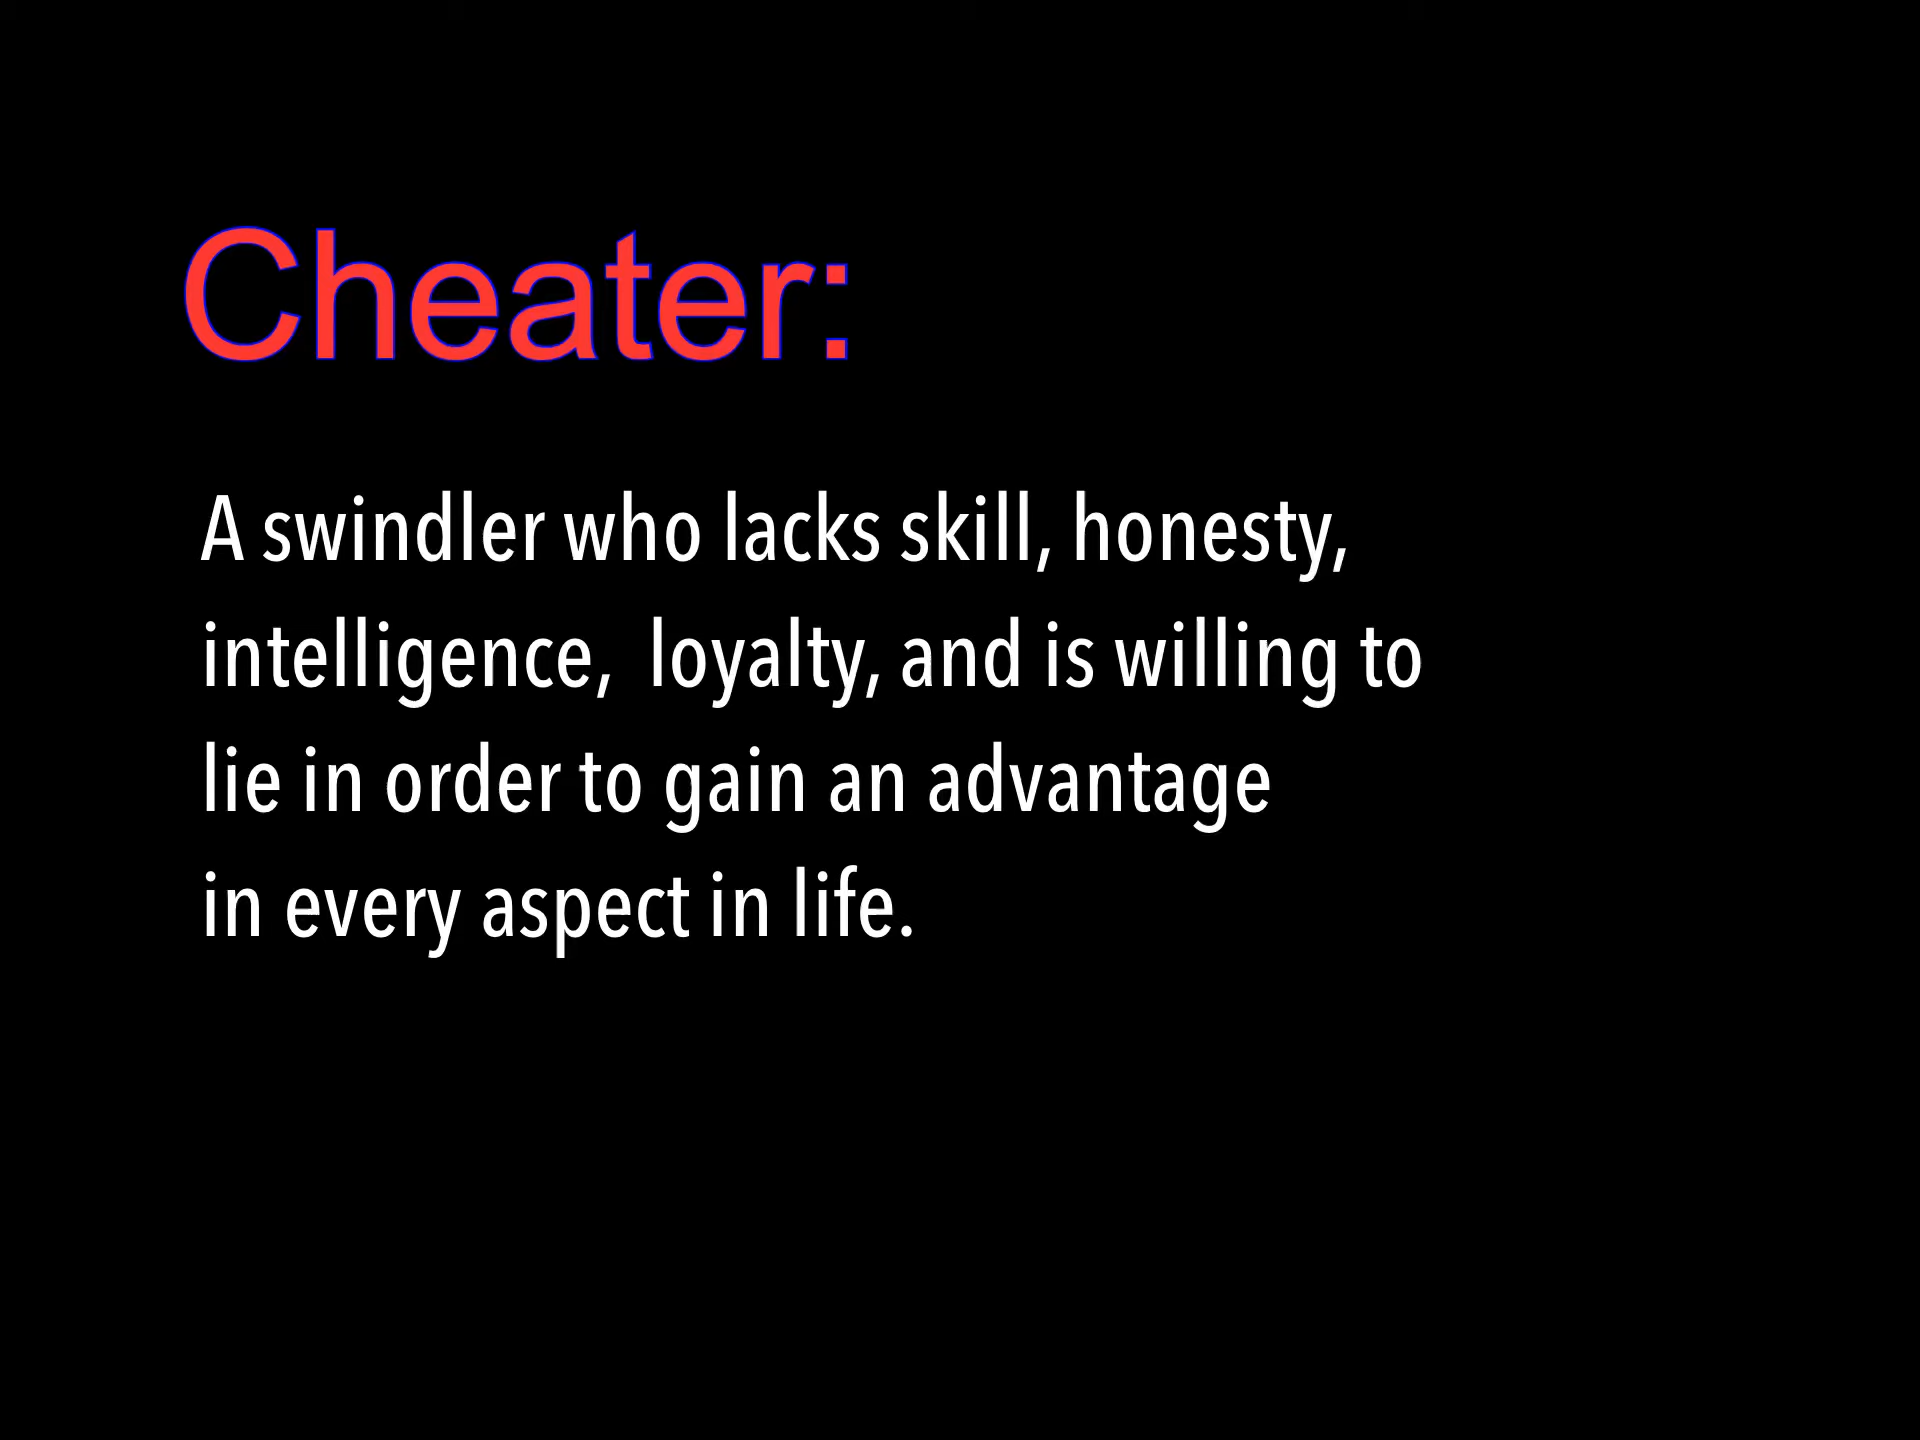 Cheater:
A swindler who lacks skill, honesty,
intelligence,  loyalty, and is willing to
lie in order to gain an advantage
in every aspect in life.